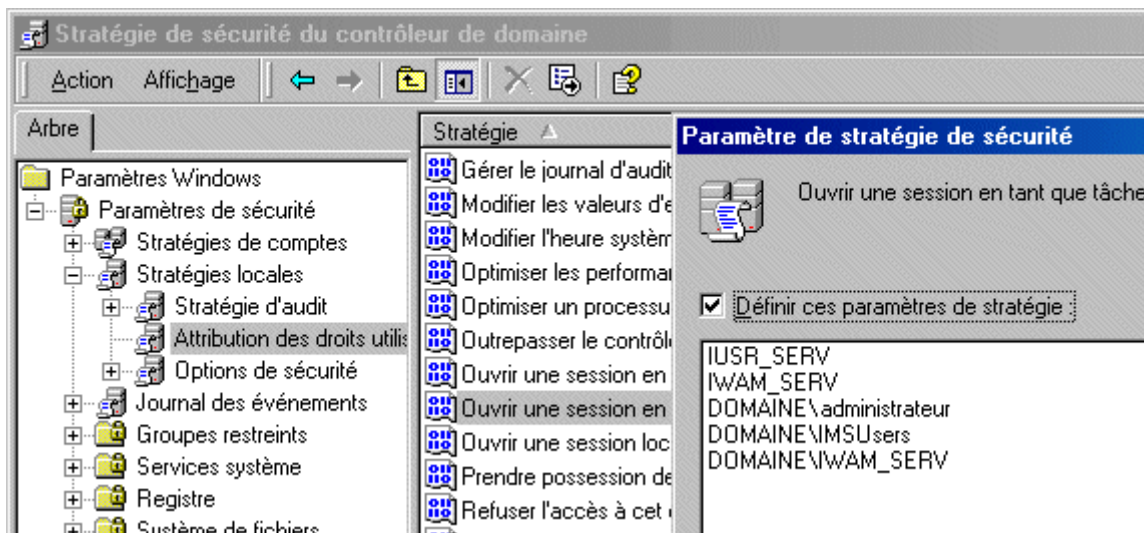 Stratégie de sécurité du contrôleur de domaine
Action Affichage
Arbre
Paramètres Windows
Paramètres de sécurité
Stratégies de comptes
Stratégies locales
Stratégie d'audit
Attribution des droits utilis
Options de sécurité
Journal des événements
Groupes restreints
Services système
Registre
Système de fichiers
Stratégie
Gérer le journal d'audit
Modifier les valeurs d'e
Modifier l'heure systèm
Optimiser les performa
Optimiser un processu
Outrepasser le contrôl
Ouvrir une session en
Ouvrir une session en
Ouvrir une session loc
Prendre possession de
Refuser l'accès à cet
Paramètre de stratégie de sécurité
Ouvrir une session en tant que tâche
Définir ces paramètres de stratégie :
IUSR_SERV
IWAM_SERV
DOMAINE\administrateur
DOMAINE\IMSUsers
DOMAINE\IWAM_SERV